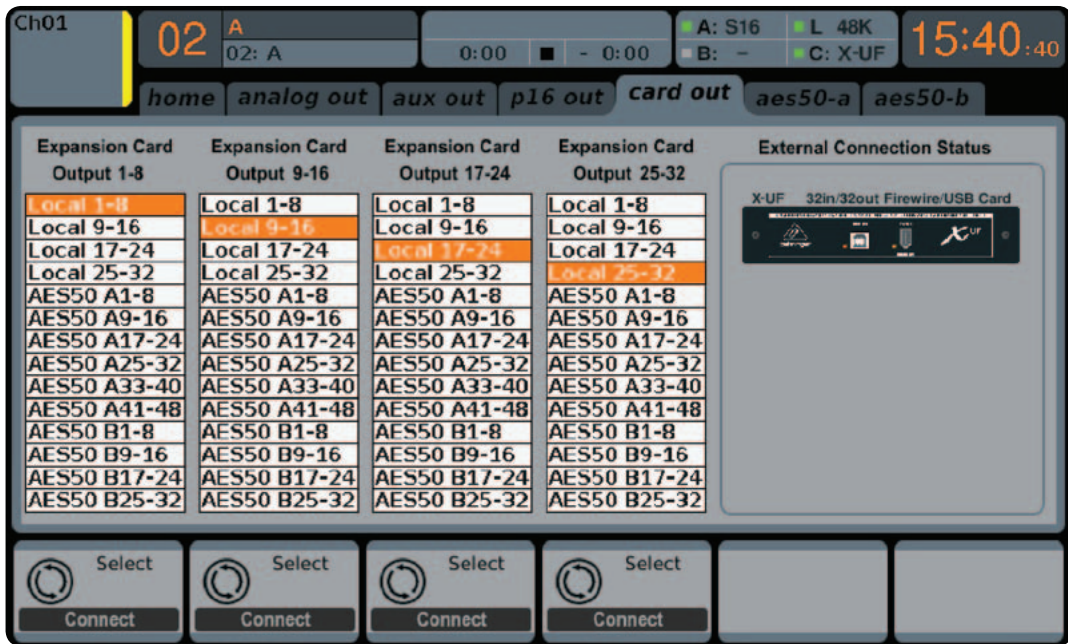 Ch01
02
A
02: A
0:00 - 0:00
A: S16
B: -
L 48K
C: X-UF
15:40:40
home
analog out
aux out
p16 out
card out
aes50-a
aes50-b
Expansion Card
Output 1-8
Local 1-8
Local 9-16
Local 17-24
Local 25-32
AES50 A1-8
AES50 A9-16
AES50 A17-24
AES50 A25-32
AES50 A33-40
AES50 A41-48
AES50 B1-8
AES50 B9-16
AES50 B17-24
AES50 B25-32
Expansion Card
Output 9-16
Local 1-8
Local 9-16
Local 17-24
Local 25-32
AES50 A1-8
AES50 A9-16
AES50 A17-24
AES50 A25-32
AES50 A33-40
AES50 A41-48
AES50 B1-8
AES50 B9-16
AES50 B17-24
AES50 B25-32
Expansion Card
Output 17-24
Local 1-8
Local 9-16
Local 17-24
Local 25-32
AES50 A1-8
AES50 A9-16
AES50 A17-24
AES50 A25-32
AES50 A33-40
AES50 A41-48
AES50 B1-8
AES50 B9-16
AES50 B17-24
AES50 B25-32
Expansion Card
Output 25-32
Local 1-8
Local 9-16
Local 17-24
Local 25-32
AES50 A1-8
AES50 A9-16
AES50 A17-24
AES50 A25-32
AES50 A33-40
AES50 A41-48
AES50 B1-8
AES50 B9-16
AES50 B17-24
AES50 B25-32
External Connection Status
X-UF 32in/32out Firewire/USB Card
X UF
Select
Connect
Select
Connect
Select
Connect
Select
Connect